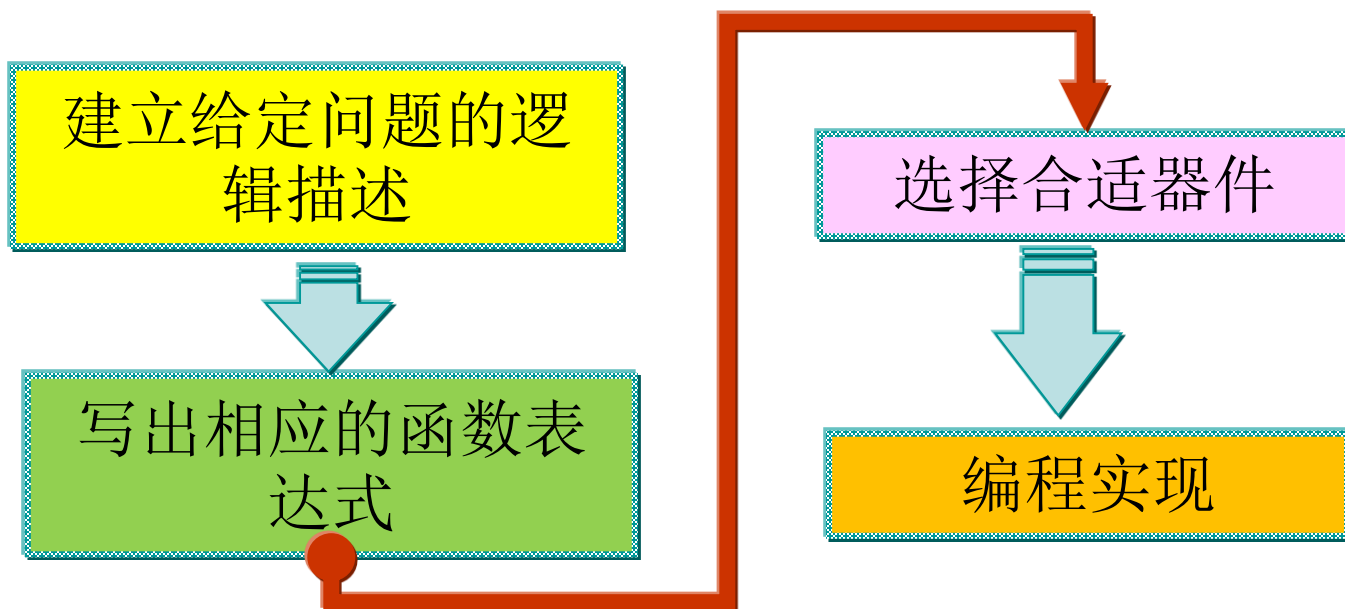 建立给定问题的逻
辑描述
写出相应的函数表
达式
选择合适器件
编程实现